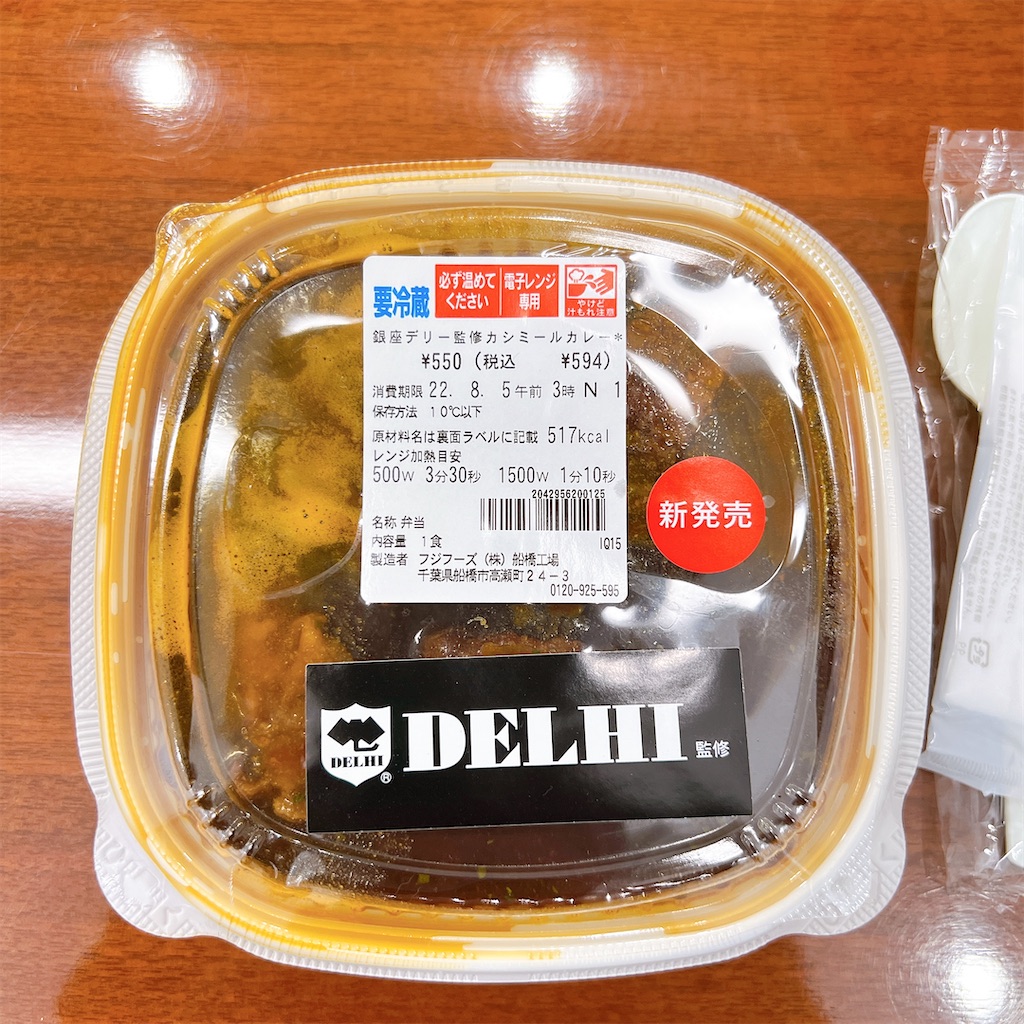 要冷蔵
必ず温めて
ください
電子レンジ
専用
やけど
汁もれ注意
銀座デリー監修カシミールカレー*
¥550 (税込 ¥594)
消費期限 22. 8. 5午前 3時 N 1
保存方法 10℃以下
原材料名は裏面ラベルに記載 517kcal
レンジ加熱目安
500W 3分30秒 1500W 1分10秒
2042956200125
名称 弁当
内容量 1食
IQ15
製造者 フジフーズ (株) 船橋工場
千葉県船橋市高瀬町24-3
0120-925-595
新発売
DELHI
®
DELHI 監修
プラ